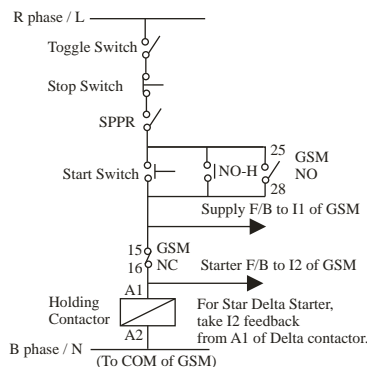 R phase / L
Toggle Switch
Stop Switch
SPPR
Start Switch
NO-H
25
GSM
NO
28
Supply F/B to I1 of GSM
15
GSM
16
NC
Starter F/B to I2 of GSM
A1
Holding
Contactor
A2
For Star Delta Starter,
take I2 feedback
from A1 of Delta contactor.
B phase / N
(To COM of GSM)